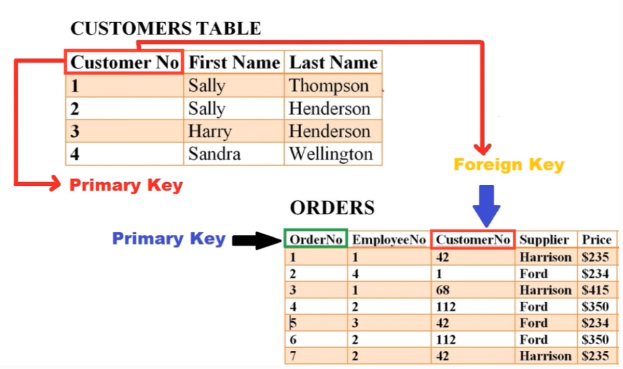 CUSTOMERS TABLE
Customer No First Name Last Name
1 Sally Thompson
2 Sally Henderson
3 Harry Henderson
4 Sandra Wellington
Foreign Key
Primary Key
ORDERS
Primary Key
OrderNo EmployeeNo CustomerNo Supplier Price
1 1 42 Harrison $235
2 4 1 Ford $234
3 1 68 Harrison $415
4 2 112 Ford $350
5 3 42 Ford $234
6 2 112 Ford $350
7 2 42 Harrison $235